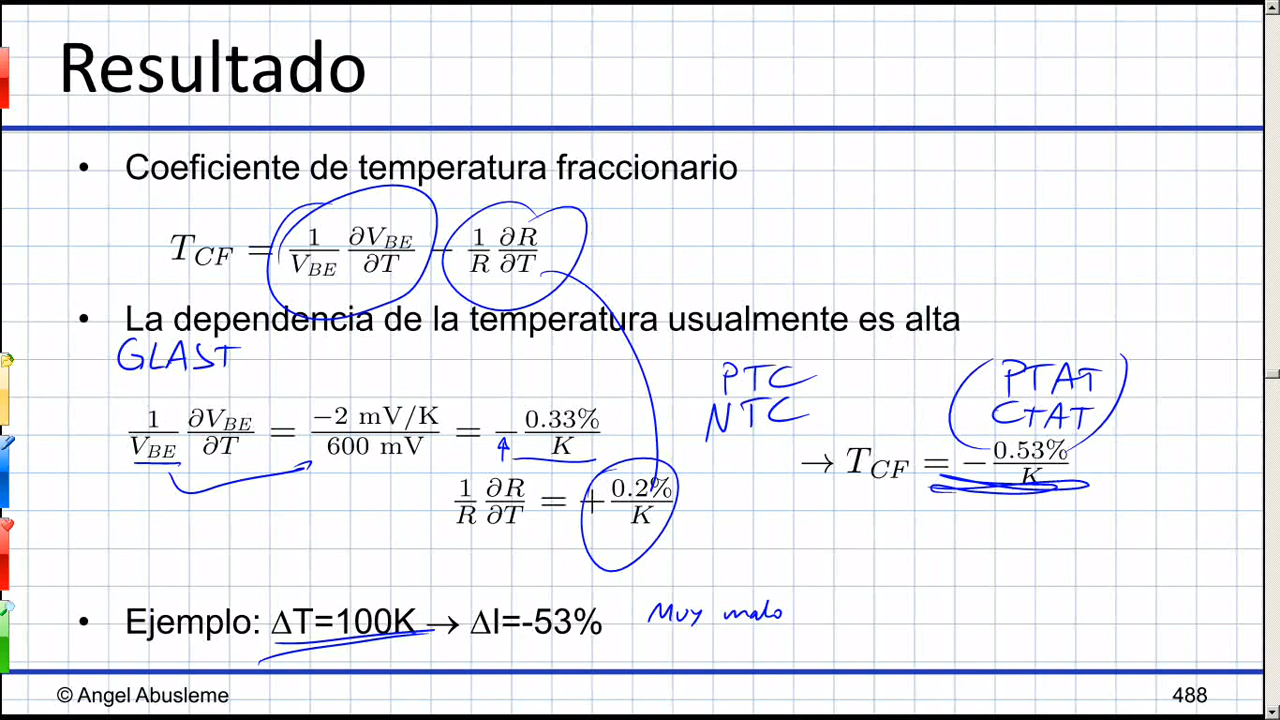 Resultado
• Coeficiente de temperatura fraccionario
T_CF = 1/V_BE ∂V_BE/∂T − 1/R ∂R/∂T
• La dependencia de la temperatura usualmente es alta
GLAST
PTC
NTC
PTAT
CTAT
1/V_BE ∂V_BE/∂T = −2 mV/K / 600 mV = − 0.33%/K
→ T_CF = − 0.53%/K
1/R ∂R/∂T = + 0.2%/K
• Ejemplo: ΔT=100K → ΔI=-53%
Muy malo
© Angel Abusleme
488